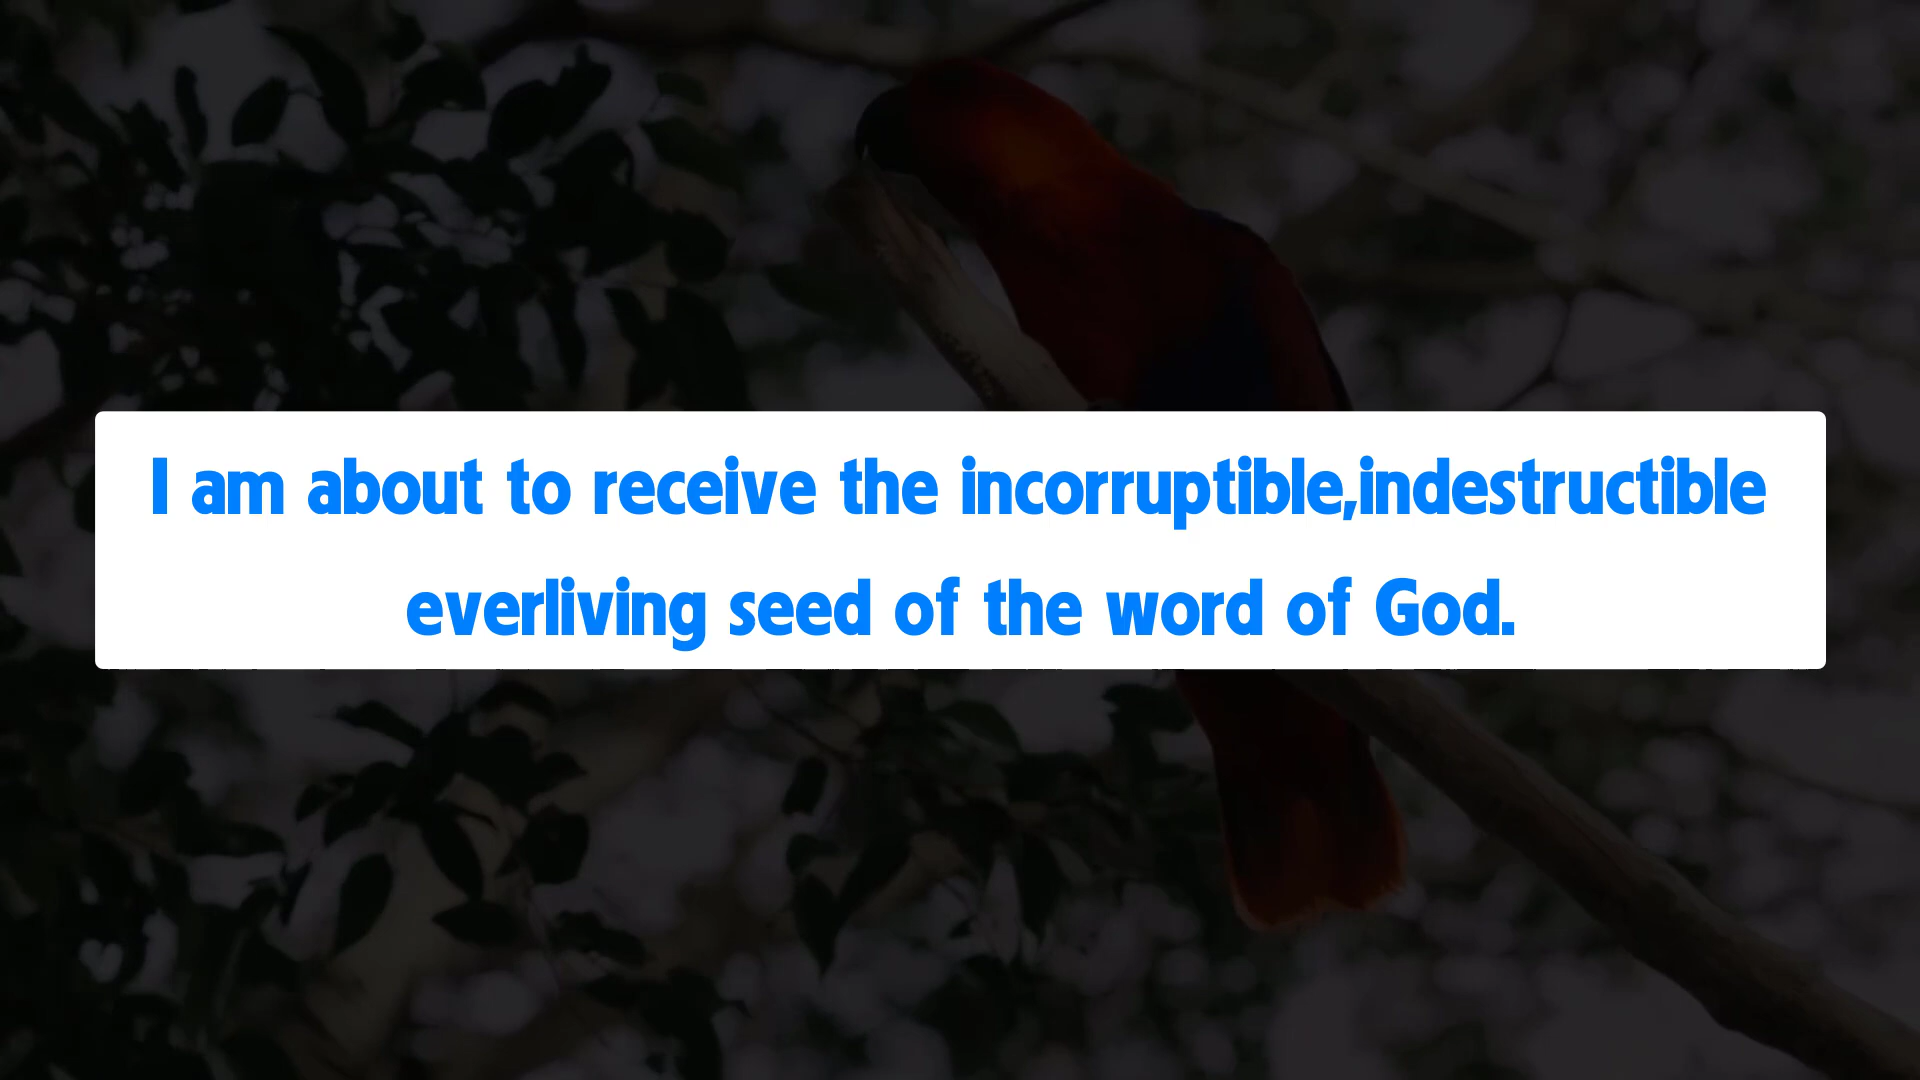 I am about to receive the incorruptible,indestructible
everliving seed of the word of God.